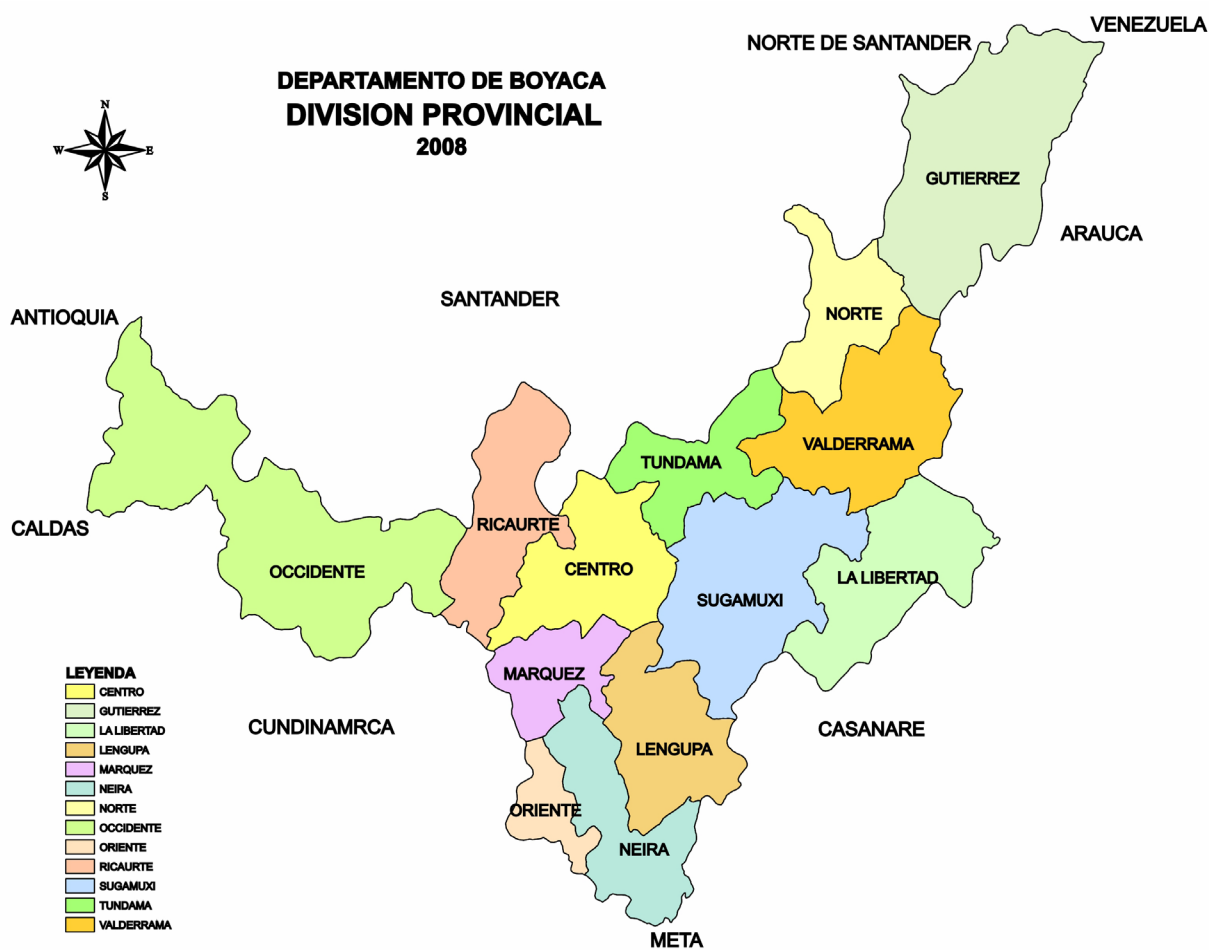 VENEZUELA
NORTE DE SANTANDER
DEPARTAMENTO DE BOYACA
DIVISION PROVINCIAL
2008
N
W
E
S
GUTIERREZ
ARAUCA
SANTANDER
ANTIOQUIA
NORTE
VALDERRAMA
TUNDAMA
CALDAS
RICAURTE
OCCIDENTE
CENTRO
LA LIBERTAD
SUGAMUXI
MARQUEZ
CUNDINAMRCA
CASANARE
LENGUPA
ORIENTE
NEIRA
META
LEYENDA
CENTRO
GUTIERREZ
LA LIBERTAD
LENGUPA
MARQUEZ
NEIRA
NORTE
OCCIDENTE
ORIENTE
RICAURTE
SUGAMUXI
TUNDAMA
VALDERRAMA